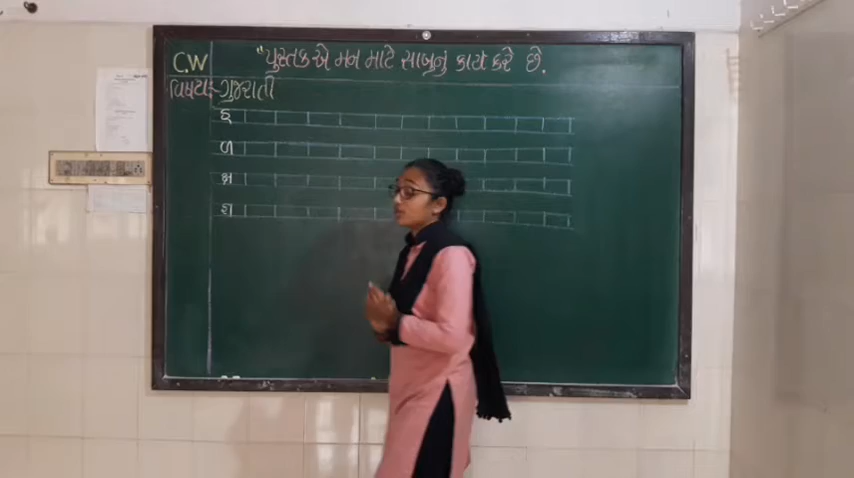 "પુસ્તક એ મન માટે સાબુનું કાર્ય કરે છે.
C.W
વિષય:- ગુજરાતી
હ
ળ
ક્ષ
જ્ઞ